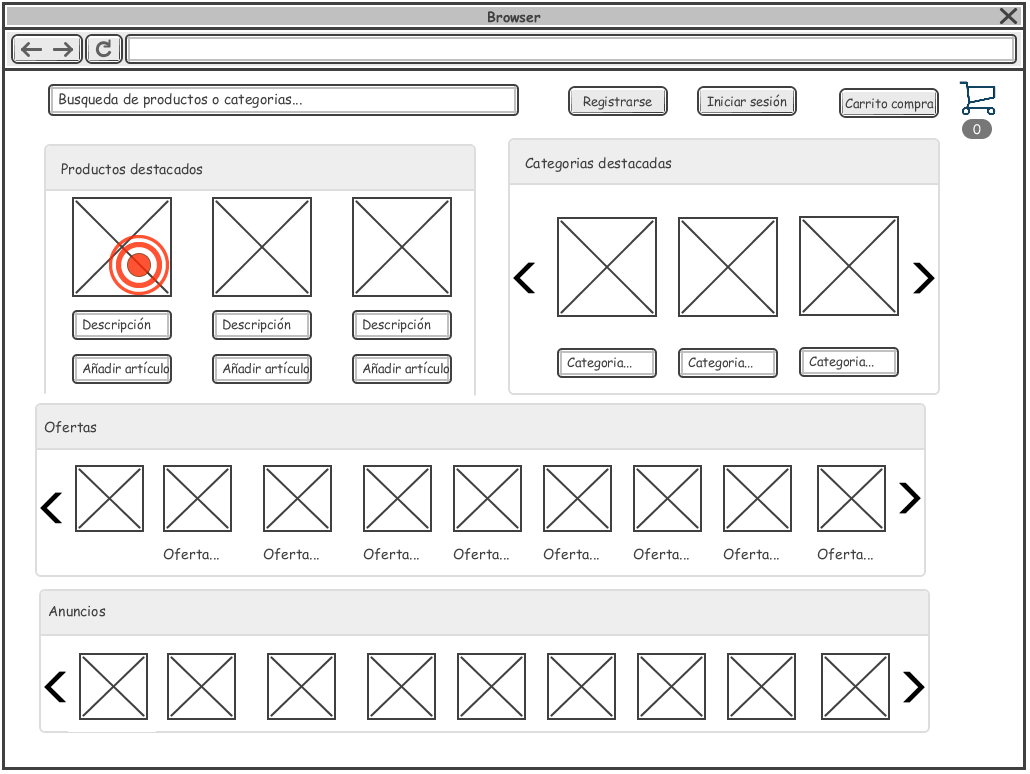 Browser
Busqueda de productos o categorias...
Registrarse
Iniciar sesión
Carrito compra
0
Productos destacados
Categorias destacadas
Descripción
Descripción
Descripción
Añadir artículo
Añadir artículo
Añadir artículo
Categoria...
Categoria...
Categoria...
Ofertas
Oferta...
Oferta...
Oferta...
Oferta...
Oferta...
Oferta...
Oferta...
Oferta...
Anuncios